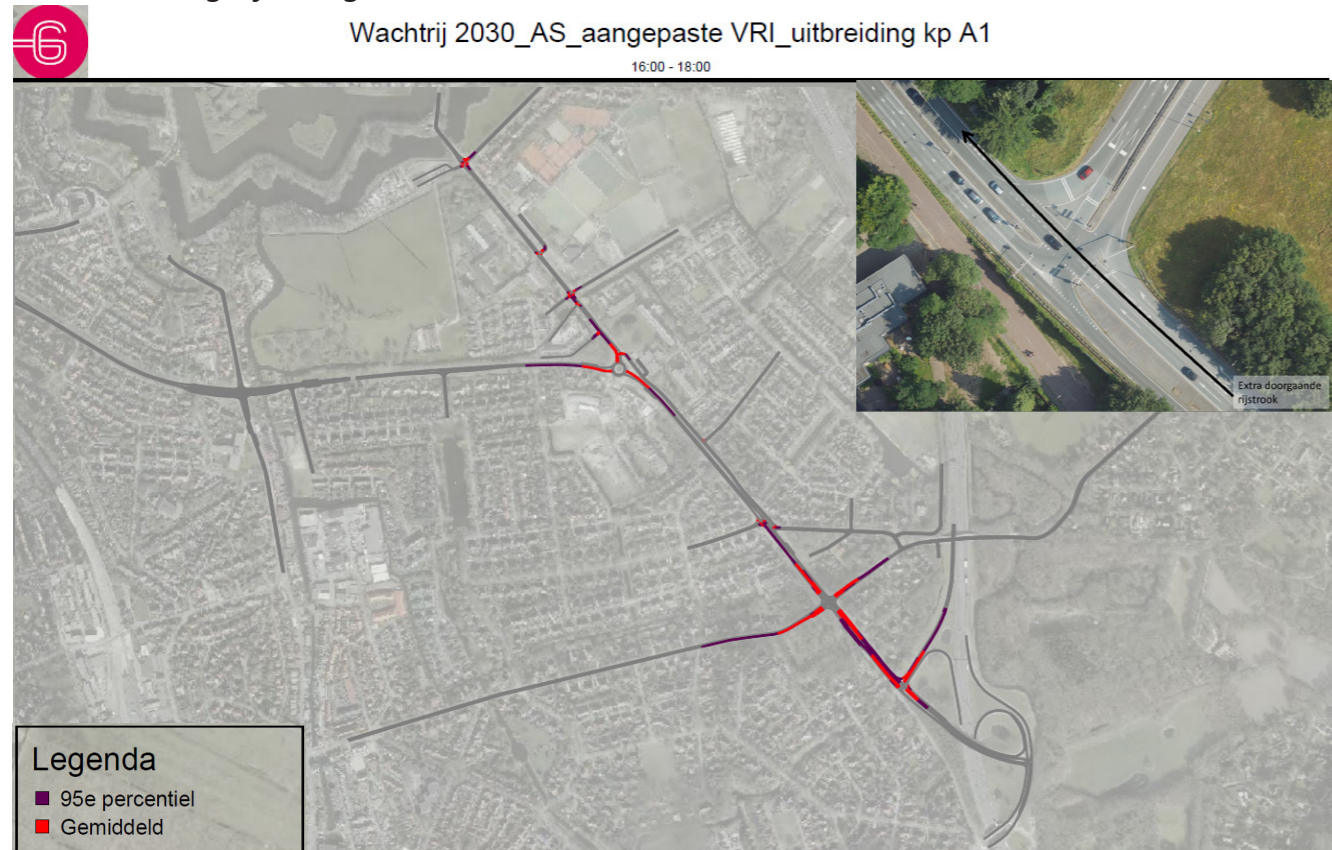 Wachtrij 2030_AS_aangepaste VRI_uitbreiding kp A1
16:00 - 18:00
Extra doorgaande
rijstrook
Legenda
95e percentiel
Gemiddeld